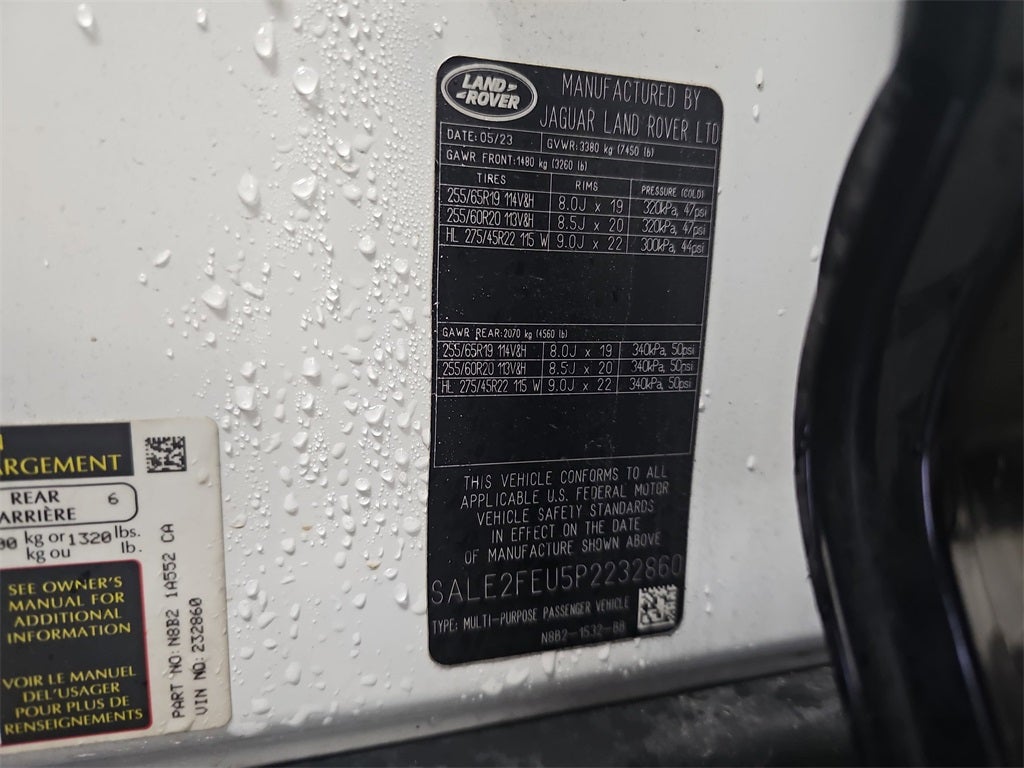 LAND ROVER
MANUFACTURED BY
JAGUAR LAND ROVER LTD
DATE: 05/23 GVWR: 3380 kg (7450 lb)
GAWR FRONT: 1480 kg (3260 lb)
TIRES RIMS PRESSURE (COLD)
255/65R19 114V&H 8.0J x 19 320kPa, 47psi
255/60R20 113V&H 8.5J x 20 320kPa, 47psi
HL 275/45R22 115 W 9.0J x 22 300kPa, 44psi
GAWR REAR: 2070 kg (4560 lb)
255/65R19 114V&H 8.0J x 19 340kPa, 50psi
255/60R20 113V&H 8.5J x 20 340kPa, 50psi
HL 275/45R22 115 W 9.0J x 22 340kPa, 50psi
THIS VEHICLE CONFORMS TO ALL
APPLICABLE U.S. FEDERAL MOTOR
VEHICLE SAFETY STANDARDS
IN EFFECT ON THE DATE
OF MANUFACTURE SHOWN ABOVE
SALE2FEU5P2232860
TYPE: MULTI-PURPOSE PASSENGER VEHICLE
N8B2-1532-BB
ARGEMENT
REAR 6
ARRIÈRE
00 kg or 1320 lbs.
kg ou lb.
SEE OWNER'S
MANUAL FOR
ADDITIONAL
INFORMATION
VOIR LE MANUEL
DEL'USAGER
POUR PLUS DE
RENSEIGNEMENTS
PART NO: N8B2 1A552 CA
VIN NO: 232860